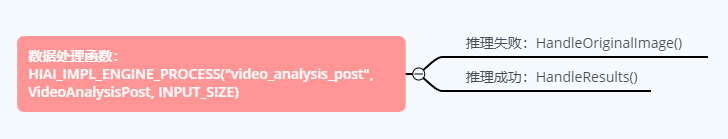 数据处理函数：
HIAI_IMPL_ENGINE_PROCESS("video_analysis_post",
VideoAnalysisPost, INPUT_SIZE)
推理失败：HandleOriginalImage()
推理成功：HandleResults()